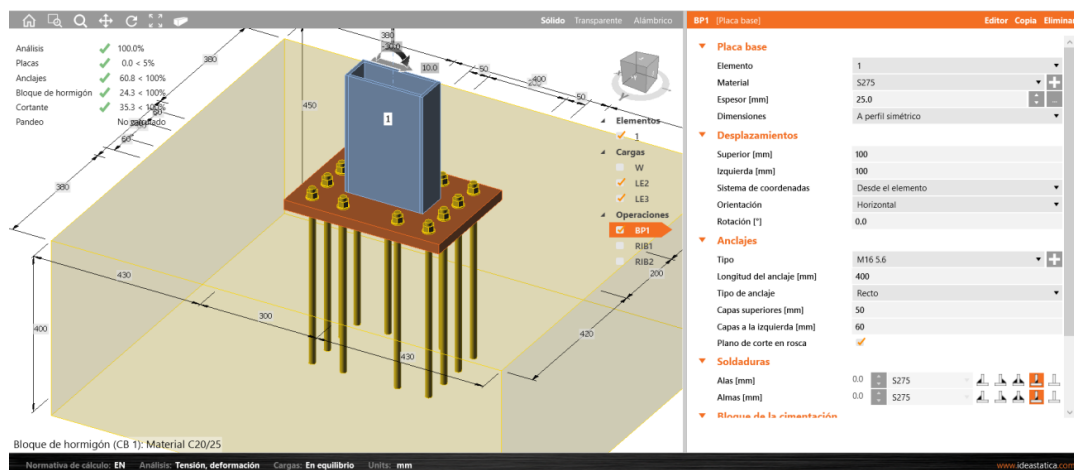 Sólido Transparente Alámbrico
Análisis 100.0%
Placas 0.0 < 5%
Anclajes 60.8 < 100%
Bloque de hormigón 24.3 < 100%
Cortante 35.3 < 100%
Pandeo No calculado
380
380
-30.0
10.0
50
400
50
450
60
60
380
1
Elementos
1
Cargas
W
LE2
LE3
Operaciones
BP1
RIB1
RIB2
430
300
430
400
200
420
Bloque de hormigón (CB 1): Material C20/25
Normativa de cálculo: EN Análisis: Tensión, deformación Cargas: En equilibrio Units: mm
BP1 [Placa base] Editor Copia Eliminar
Placa base
Elemento 1
Material S275
Espesor [mm] 25.0
Dimensiones A perfil simétrico
Desplazamientos
Superior [mm] 100
Izquierda [mm] 100
Sistema de coordenadas Desde el elemento
Orientación Horizontal
Rotación [°] 0.0
Anclajes
Tipo M16 5.6
Longitud del anclaje [mm] 400
Tipo de anclaje Recto
Capas superiores [mm] 50
Capas a la izquierda [mm] 60
Plano de corte en rosca
Soldaduras
Alas [mm] 0.0 S275
Almas [mm] 0.0 S275
Bloque de la cimentación
www.ideastatica.com